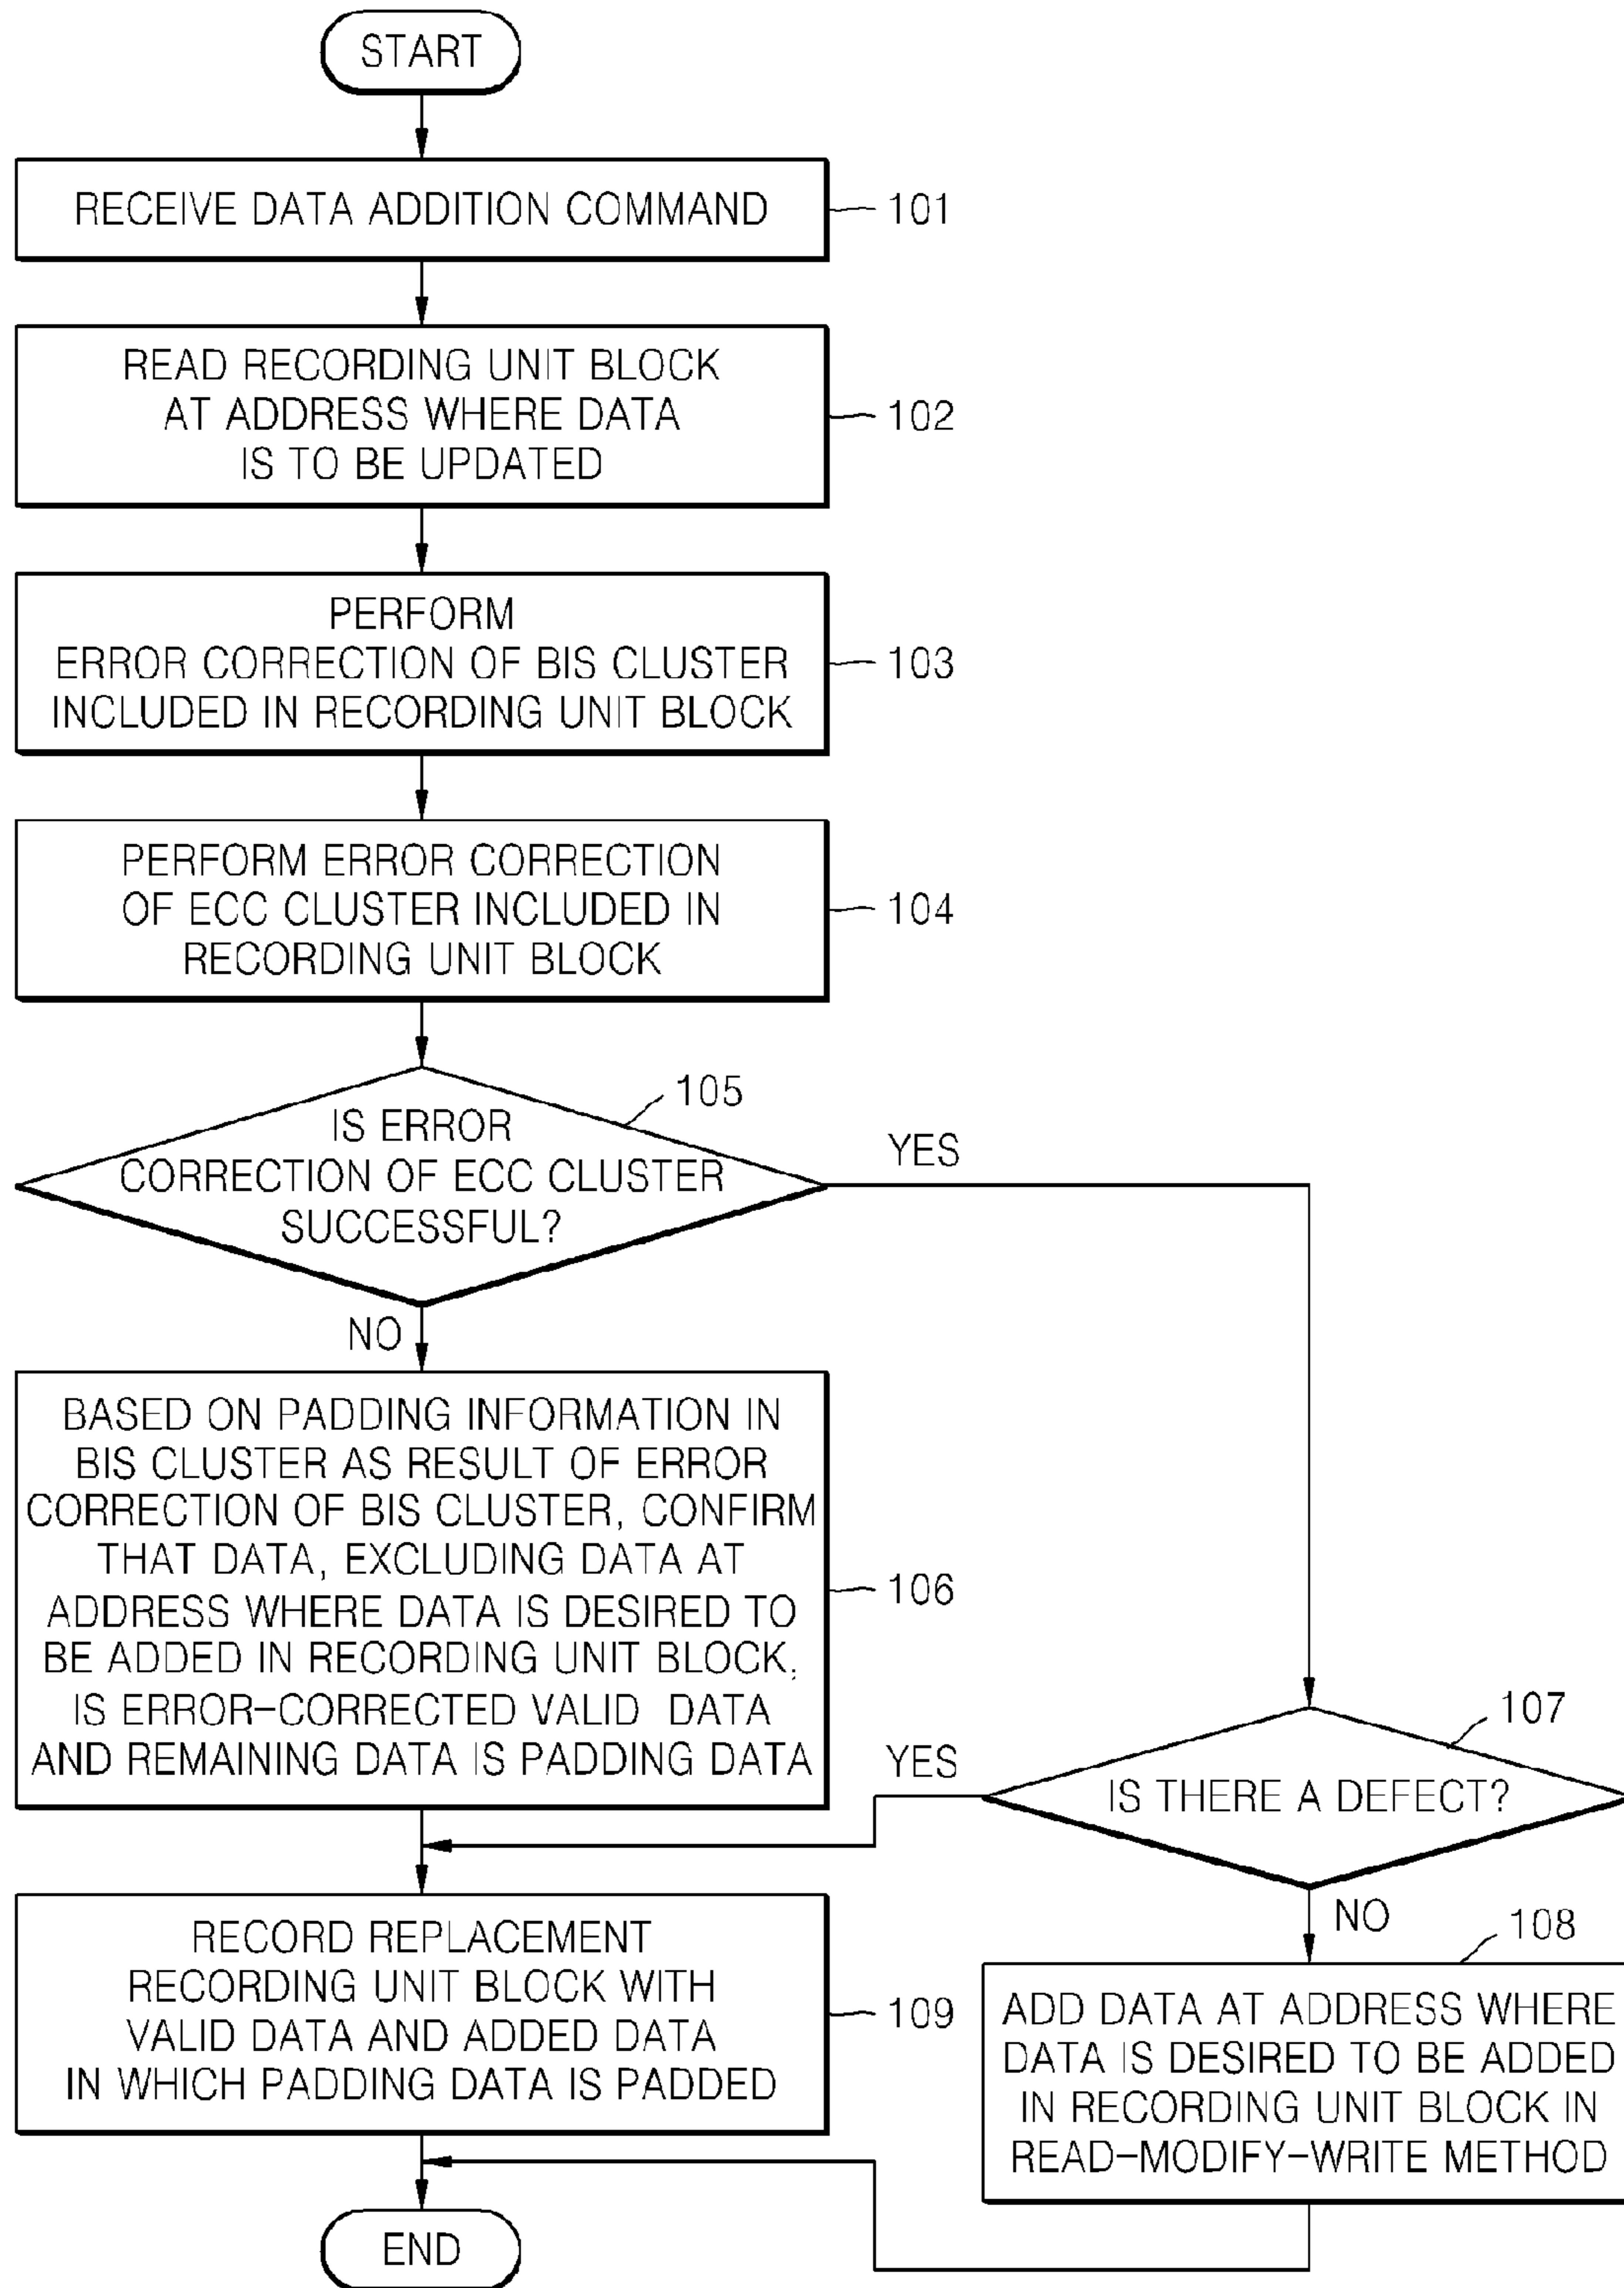 START
RECEIVE DATA ADDITION COMMAND
101
READ RECORDING UNIT BLOCK
AT ADDRESS WHERE DATA
IS TO BE UPDATED
102
PERFORM
ERROR CORRECTION OF BIS CLUSTER
INCLUDED IN RECORDING UNIT BLOCK
103
PERFORM ERROR CORRECTION
OF ECC CLUSTER INCLUDED IN
RECORDING UNIT BLOCK
104
105
IS ERROR
CORRECTION OF ECC CLUSTER
SUCCESSFUL?
YES
NO
BASED ON PADDING INFORMATION IN
BIS CLUSTER AS RESULT OF ERROR
CORRECTION OF BIS CLUSTER, CONFIRM
THAT DATA, EXCLUDING DATA AT
ADDRESS WHERE DATA IS DESIRED TO
BE ADDED IN RECORDING UNIT BLOCK,
IS ERROR-CORRECTED VALID DATA
AND REMAINING DATA IS PADDING DATA
106
107
IS THERE A DEFECT?
YES
NO
108
ADD DATA AT ADDRESS WHERE
DATA IS DESIRED TO BE ADDED
IN RECORDING UNIT BLOCK IN
READ-MODIFY-WRITE METHOD
RECORD REPLACEMENT
RECORDING UNIT BLOCK WITH
VALID DATA AND ADDED DATA
IN WHICH PADDING DATA IS PADDED
109
END